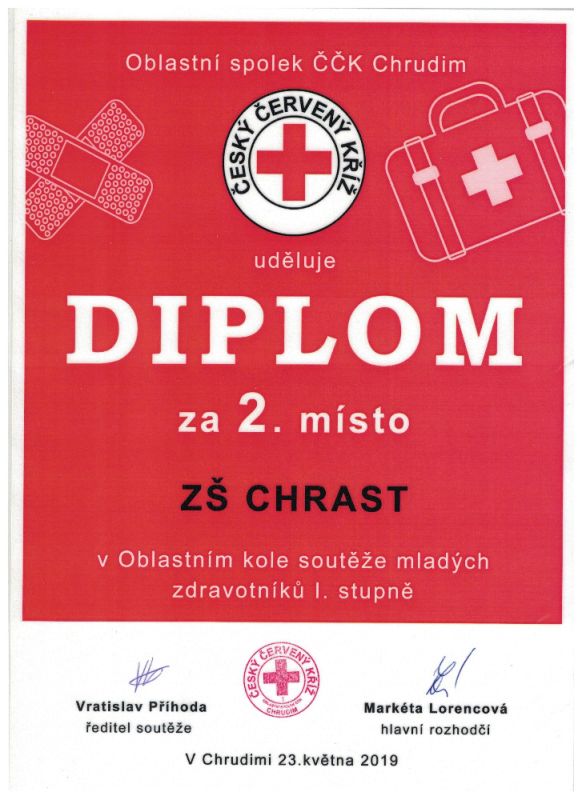 Oblastní spolek ČČK Chrudim
ČESKÝ ČERVENÝ KŘÍŽ
uděluje
DIPLOM
za 2. místo
ZŠ CHRAST
v Oblastním kole soutěže mladých
zdravotníků I. stupně
ČESKÝ ČERVENÝ KŘÍŽ
CHRUDIM
Vratislav Příhoda
ředitel soutěže
Markéta Lorencová
hlavní rozhodčí
V Chrudimi 23.května 2019